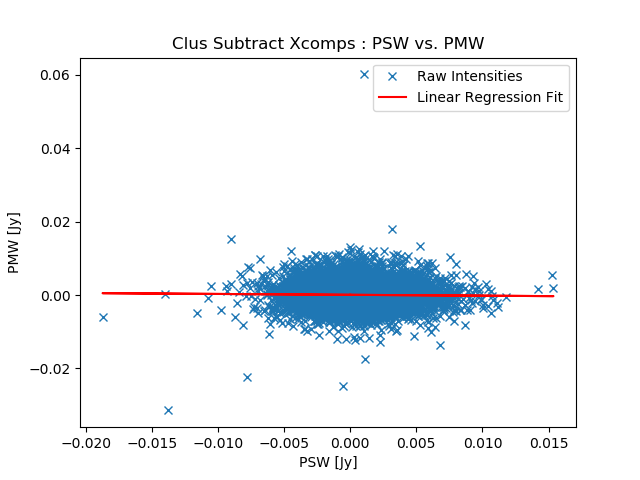 Clus Subtract Xcomps : PSW vs. PMW
Raw Intensities
Linear Regression Fit
PMW [Jy]
0.06
0.04
0.02
0.00
−0.02
−0.020
−0.015
−0.010
−0.005
0.000
0.005
0.010
0.015
PSW [Jy]